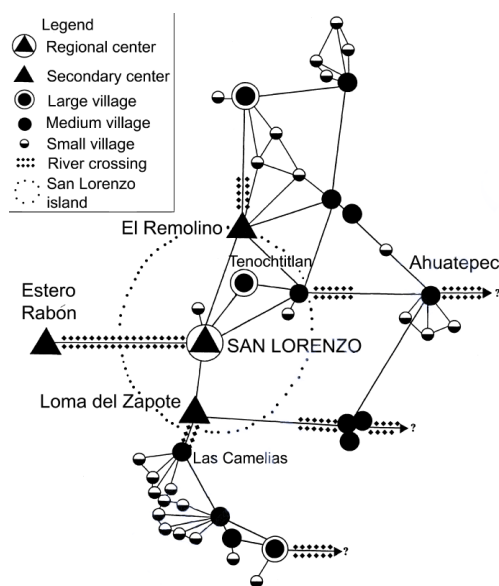 Legend
Regional center
Secondary center
Large village
Medium village
Small village
River crossing
San Lorenzo
island
El Remolino
Tenochtitlan
Ahuatepec
?
Estero
Rabón
SAN LORENZO
Loma del Zapote
?
Las Camelias
?